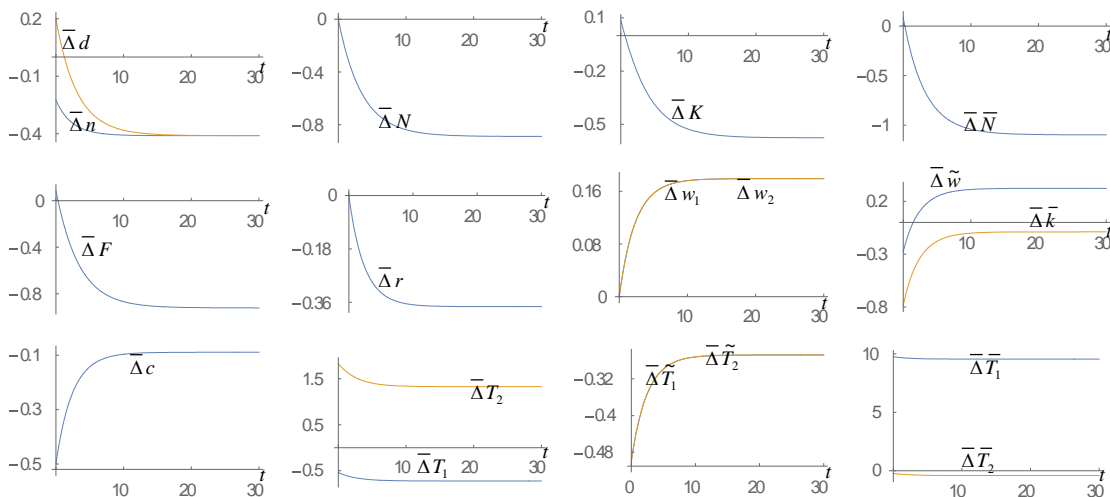 0.2
Δ̅ d
10 20 30 t
−0.1
Δ̅ n
−0.4
0
10 20 30 t
−0.4
−0.8
Δ̅ N
0.1
10 20 30 t
−0.2
−0.5
Δ̅ K
0
10 20 30 t
−0.5
−1
Δ̅ N̅
0
10 20 30 t
−0.4
Δ̅ F
−0.8
0
10 20 30 t
−0.18
Δ̅ r
−0.36
0.16
Δ̅ w₁ Δ̅ w₂
0.08
0
10 20 30 t
Δ̅ w̃
0.2
Δ̅ k̅
10 20 30 t
−0.3
−0.8
−0.1
Δ̅ c
−0.3
−0.5
10 20 30 t
1.5
Δ̅ T₂
0.5
10 20 30 t
−0.5
Δ̅ T₁
Δ̅ T̃₁ Δ̅ T̃₂
−0.32
−0.4
−0.48
0 10 20 30 t
10
Δ̅ T̅₁
5
Δ̅ T̅₂
0
10 20 30 t